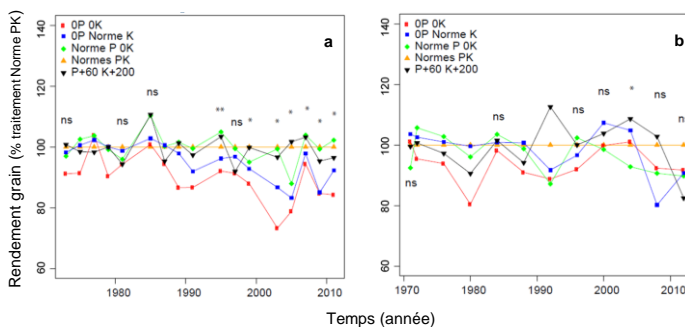 Rendement grain (% traitement Norme PK)
140
120
100
80
60
0P 0K
0P Norme K
Norme P 0K
Normes PK
P+60 K+200
a
ns
ns
ns
**
ns
*
*
*
*
*
*
1980
1990
2000
2010
140
120
100
80
60
0P 0K
0P Norme K
Norme P 0K
Normes PK
P+60 K+200
b
ns
ns
ns
ns
*
ns
1970
1980
1990
2000
2010
Temps (année)